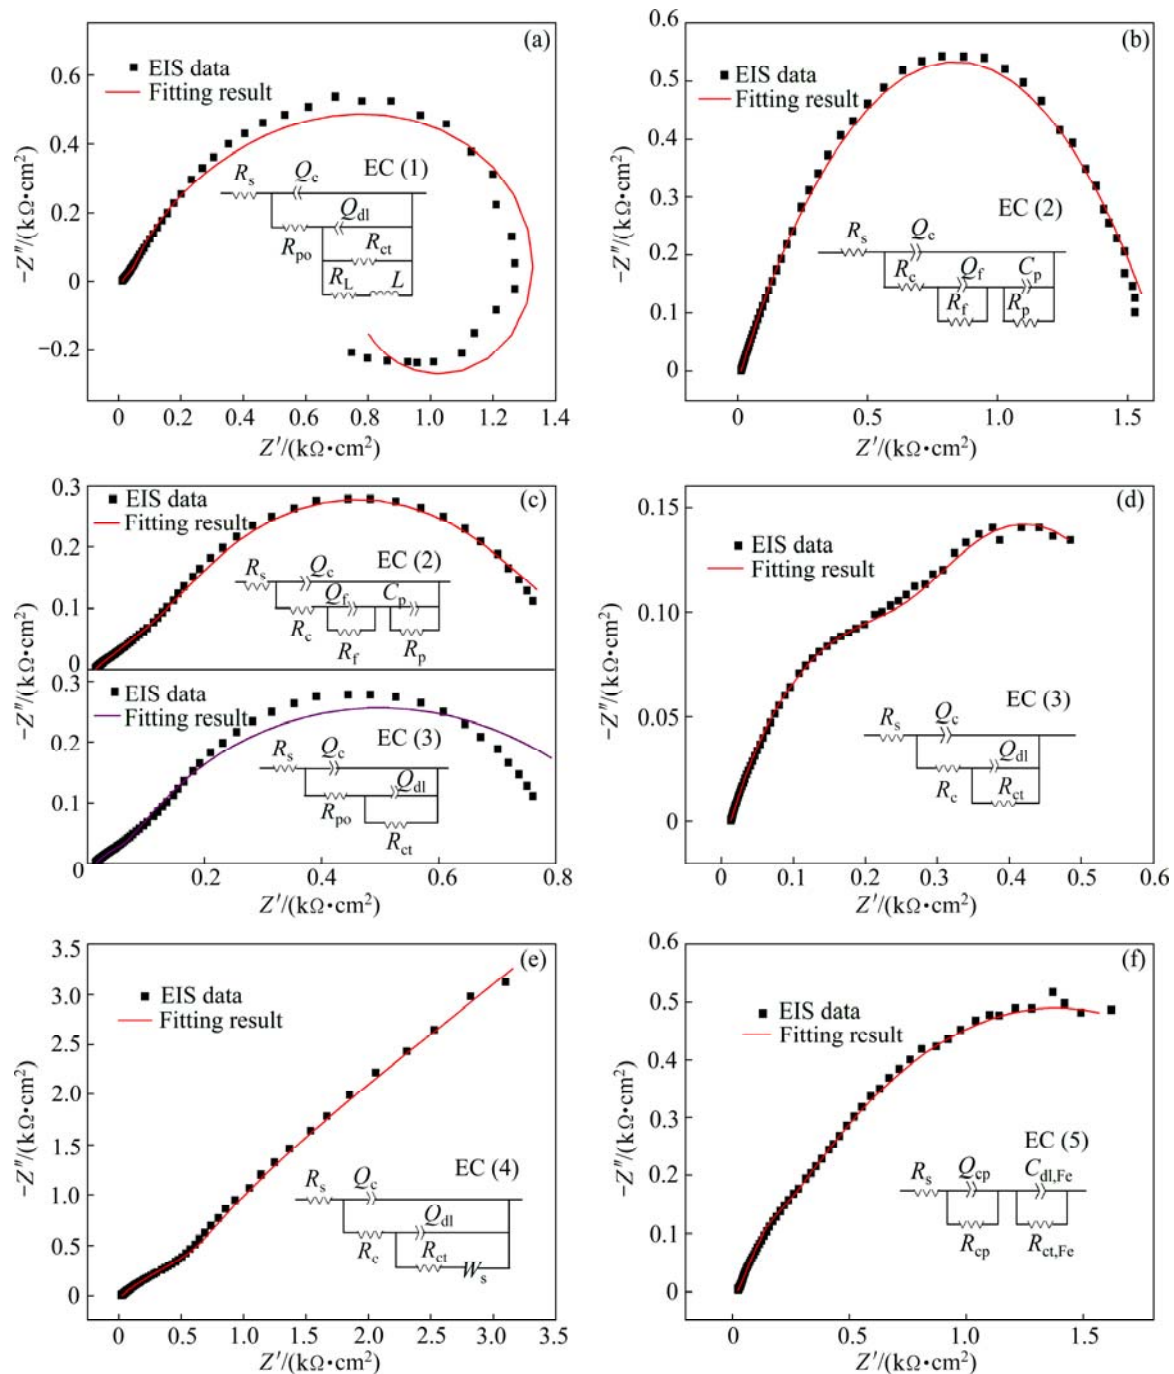 (a)
EIS data
Fitting result
EC (1)
Rs
Qc
Qdl
Rpo
Rct
RL
L
−Z″/(kΩ•cm²)
0.6
0.4
0.2
0
−0.2
0 0.2 0.4 0.6 0.8 1.0 1.2 1.4
Z′/(kΩ•cm²)
(b)
EIS data
Fitting result
EC (2)
Rs
Qc
Rc
Qf
Cp
Rf
Rp
−Z″/(kΩ•cm²)
−0.6
0.5
0.4
0.3
0.2
0.1
0
0 0.5 1.0 1.5
Z′/(kΩ•cm²)
(c)
EIS data
Fitting result
EC (2)
Rs
Qc
Qf
Cp
Rc
Rf
Rp
0.3
0.2
0.1
0
−Z″/(kΩ•cm²)
EIS data
Fitting result
EC (3)
Rs
Qc
Qdl
Rpo
Rct
0.3
0.2
0.1
0
0.2 0.4 0.6 0.8
Z′/(kΩ•cm²)
(d)
EIS data
Fitting result
EC (3)
Rs
Qc
Qdl
Rc
Rct
−Z″/(kΩ•cm²)
0.15
0.10
0.05
0
0 0.1 0.2 0.3 0.4 0.5 0.6
Z′/(kΩ•cm²)
(e)
EIS data
Fitting result
EC (4)
Rs
Qc
Qdl
Rc
Rct
Ws
−Z″/(kΩ•cm²)
3.5
3.0
2.5
2.0
1.5
1.0
0.5
0
0 0.5 1.0 1.5 2.0 2.5 3.0 3.5
Z′/(kΩ•cm²)
(f)
EIS data
Fitting result
EC (5)
Rs
Qcp
Cdl,Fe
Rcp
Rct,Fe
−Z″/(kΩ•cm²)
0.6
0.5
0.4
0.3
0.2
0.1
0
0 0.5 1.0 1.5
Z′/(kΩ•cm²)